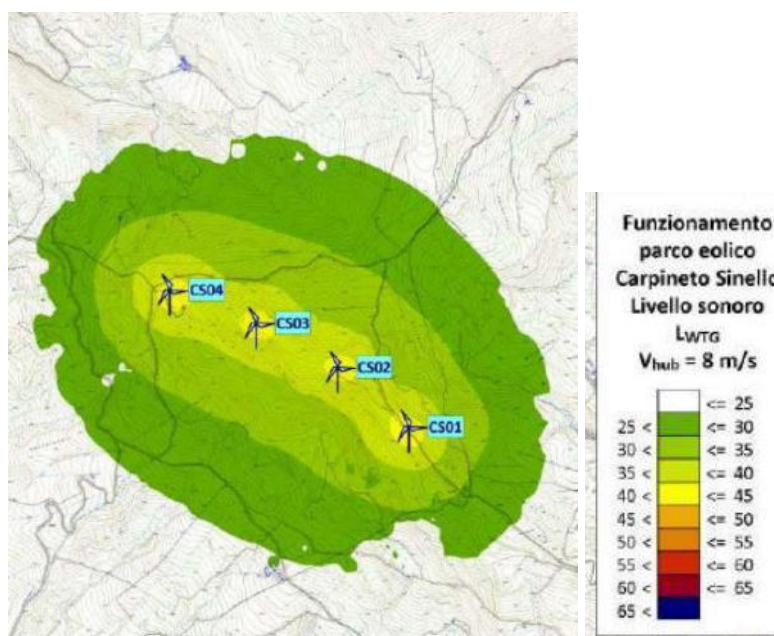 CS04
CS03
CS02
CS01
Funzionamento
parco eolico
Carpineto Sinello
Livello sonoro
LWTG
Vhub = 8 m/s
<= 25
25 < <= 30
30 < <= 35
35 < <= 40
40 < <= 45
45 < <= 50
50 < <= 55
55 < <= 60
60 < <= 65
65 <